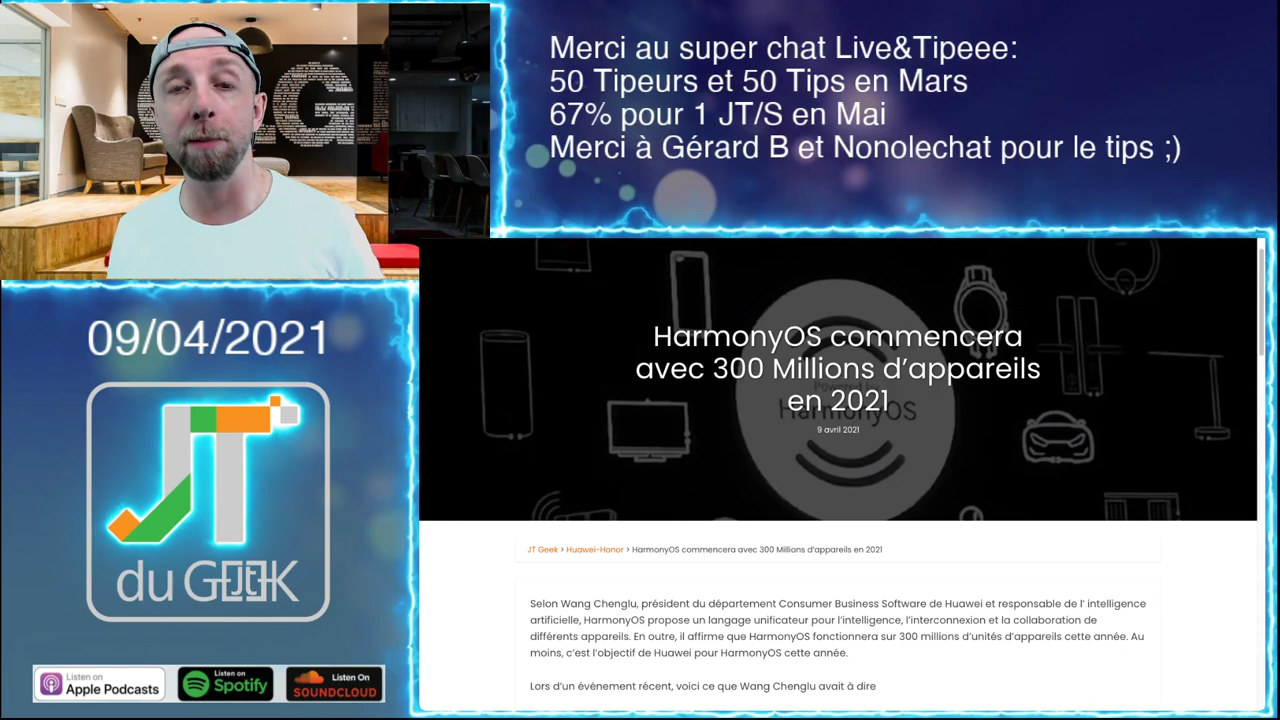 Merci au super chat Live&Tipeee:
50 Tipeurs et 50 Tips en Mars
67% pour 1 JT/S en Mai
Merci à Gérard B et Nonolechat pour le tips ;)
09/04/2021
JT
du GEEK
Listen on
Apple Podcasts
Listen on
Spotify
Listen On
SOUNDCLOUD
HarmonyOS commencera
avec 300 Millions d'appareils
en 2021
Powered by
HarmonyOS
9 avril 2021
JT Geek > Huawei-Honor > HarmonyOS commencera avec 300 Millions d'appareils en 2021
Selon Wang Chenglu, président du département Consumer Business Software de Huawei et responsable de l' intelligence
artificielle, HarmonyOS propose un langage unificateur pour l'intelligence, l'interconnexion et la collaboration de
différents appareils. En outre, il affirme que HarmonyOS fonctionnera sur 300 millions d'unités d'appareils cette année. Au
moins, c'est l'objectif de Huawei pour HarmonyOS cette année.
Lors d'un événement récent, voici ce que Wang Chenglu avait à dire